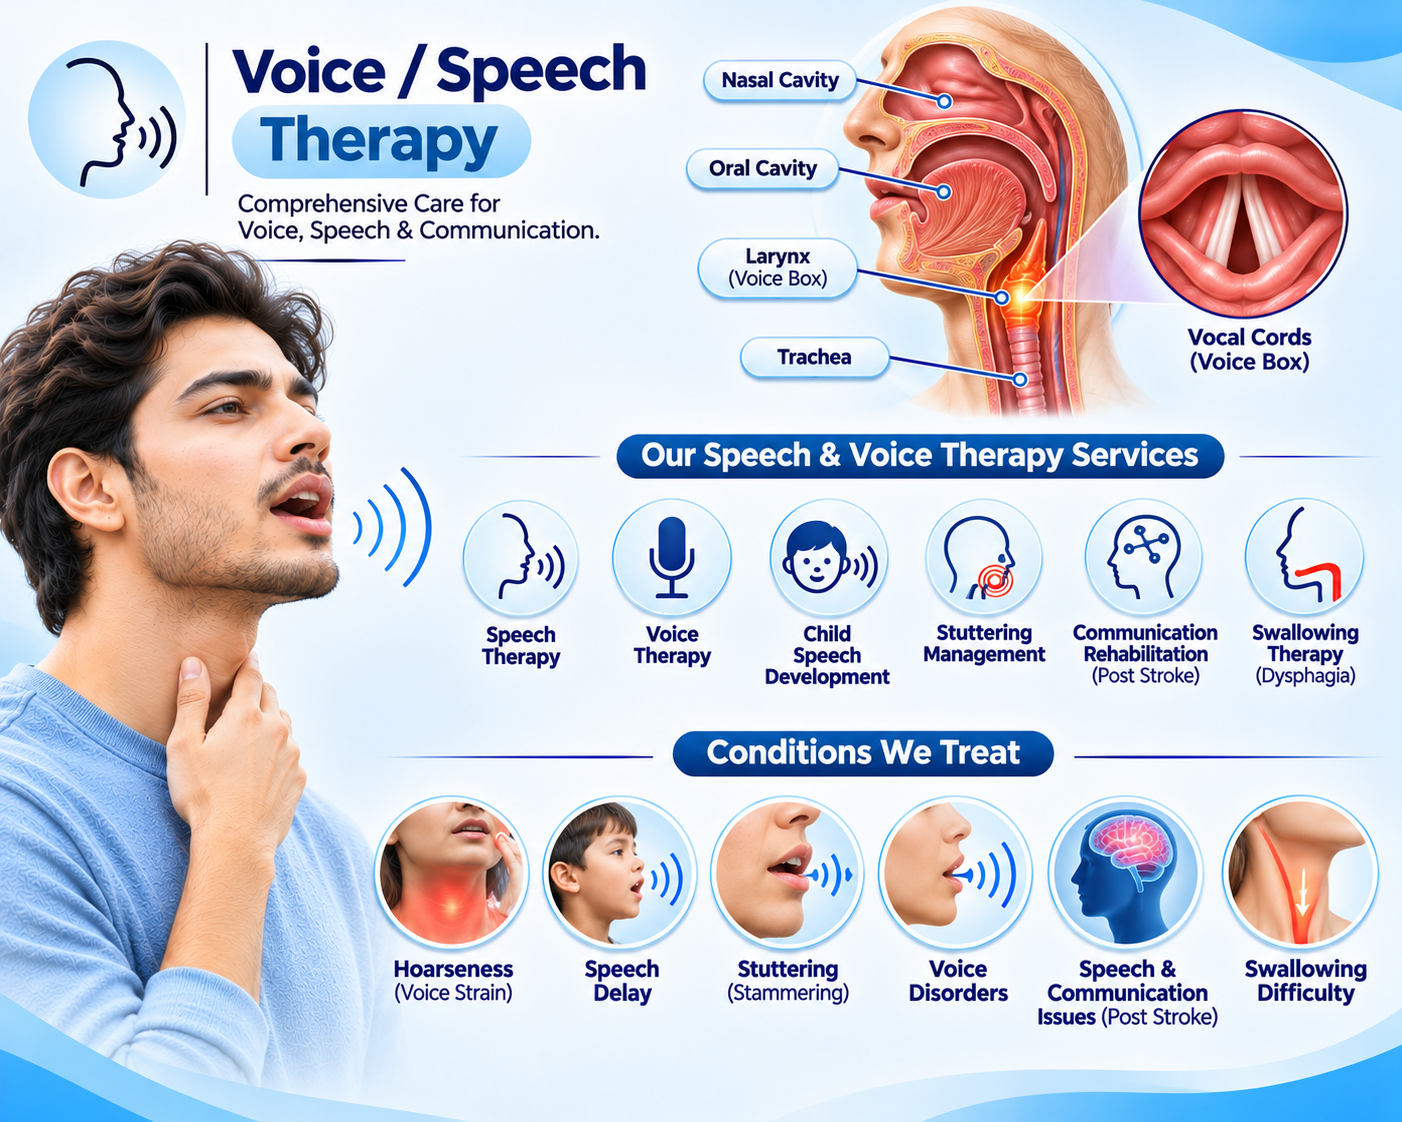 Voice / Speech
Therapy
Comprehensive Care for
Voice, Speech & Communication.
Nasal Cavity
Oral Cavity
Larynx
(Voice Box)
Trachea
Vocal Cords
(Voice Box)
Our Speech & Voice Therapy Services
Speech
Therapy
Voice
Therapy
Child
Speech
Development
Stuttering
Management
Communication
Rehabilitation
(Post Stroke)
Swallowing
Therapy
(Dysphagia)
Conditions We Treat
Hoarseness
(Voice Strain)
Speech
Delay
Stuttering
(Stammering)
Voice
Disorders
Speech &
Communication
Issues (Post Stroke)
Swallowing
Difficulty